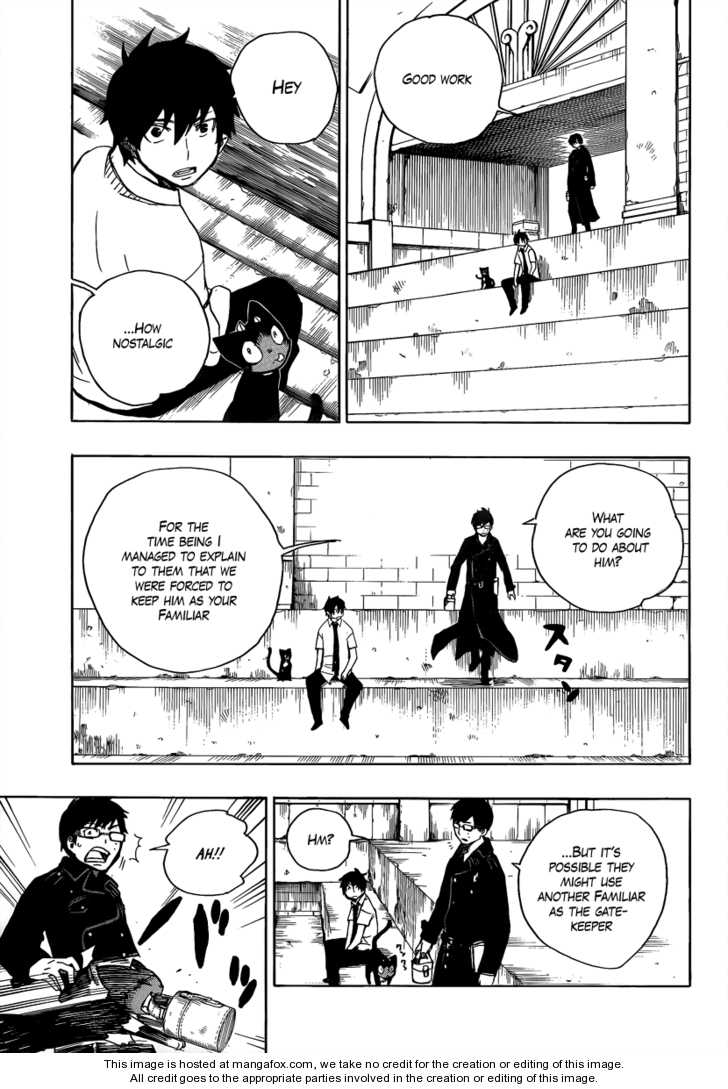 GOOD WORK
HEY
...HOW
NOSTALGIC
WHAT
ARE YOU GOING
TO DO ABOUT
HIM?
FOR THE
TIME BEING I
MANAGED TO EXPLAIN
TO THEM THAT WE
WERE FORCED TO
KEEP HIM AS YOUR
FAMILIAR
スタン
...BUT IT'S
POSSIBLE THEY
MIGHT USE
ANOTHER FAMILIAR
AS THE GATE-
KEEPER
HM?
AH!!
This image is hosted at mangafox.com, we take no credit for the creation or editing of this image.
All credit goes to the appropriate parties involved in the creation or editing of this image.